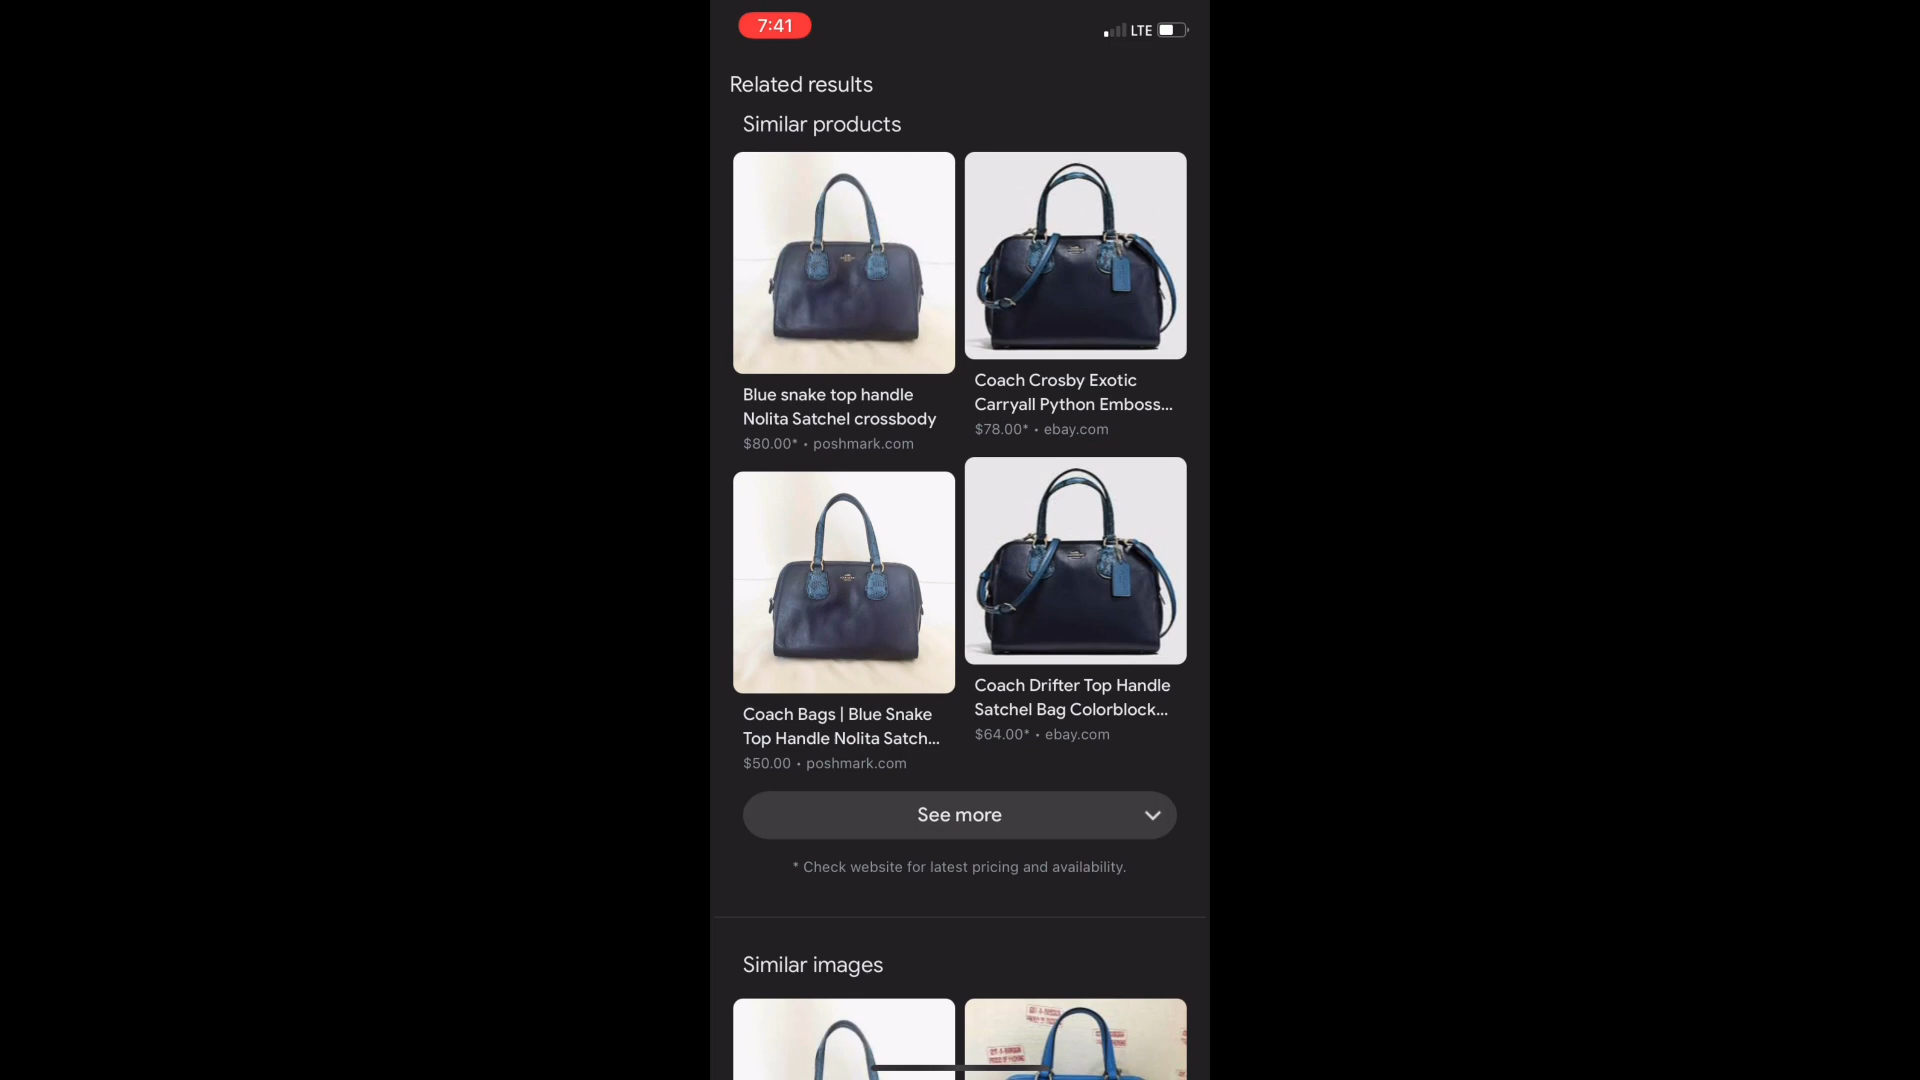 7:41
LTE
Related results
Similar products
Blue snake top handle
Nolita Satchel crossbody
$80.00* • poshmark.com
Coach Crosby Exotic
Carryall Python Emboss...
$78.00* • ebay.com
Coach Bags | Blue Snake
Top Handle Nolita Satch...
$50.00 • poshmark.com
Coach Drifter Top Handle
Satchel Bag Colorblock...
$64.00* • ebay.com
See more
* Check website for latest pricing and availability.
Similar images